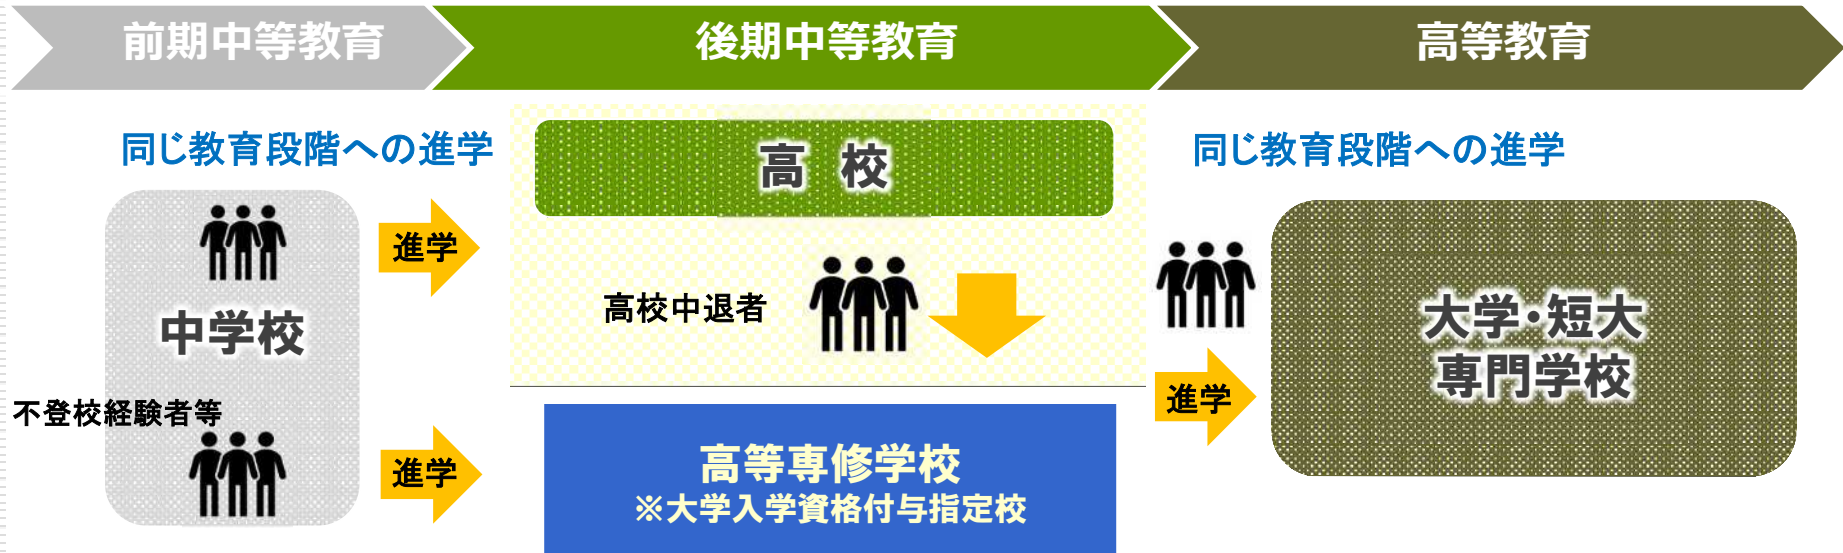 前期中等教育
後期中等教育
高等教育
同じ教育段階への進学
高 校
同じ教育段階への進学
進学
中学校
高校中退者
大学・短大
専門学校
進学
不登校経験者等
進学
高等専修学校
※大学入学資格付与指定校